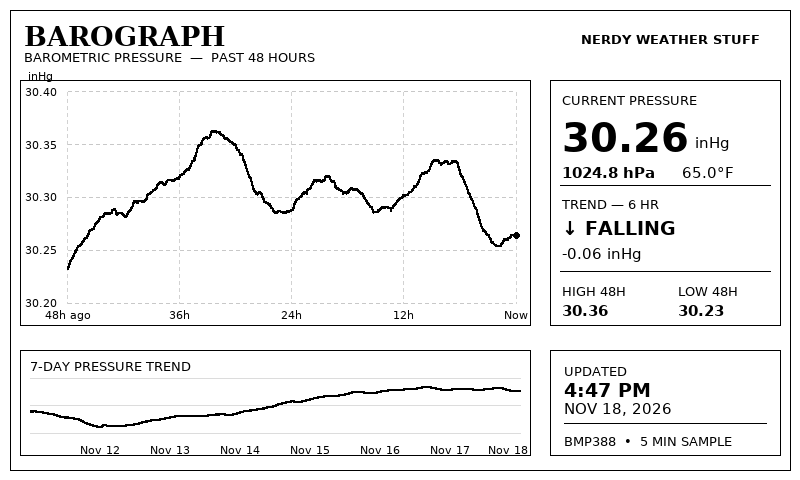 BAROGRAPH
BAROMETRIC PRESSURE — PAST 48 HOURS
NERDY WEATHER STUFF
inHg
30.40
30.35
30.30
30.25
30.20
48h ago 36h 24h 12h Now
CURRENT PRESSURE
30.26 inHg
1024.8 hPa 65.0°F
TREND — 6 HR
↓ FALLING
-0.06 inHg
HIGH 48H LOW 48H
30.36 30.23
7-DAY PRESSURE TREND
Nov 12 Nov 13 Nov 14 Nov 15 Nov 16 Nov 17 Nov 18
UPDATED
4:47 PM
NOV 18, 2026
BMP388 • 5 MIN SAMPLE